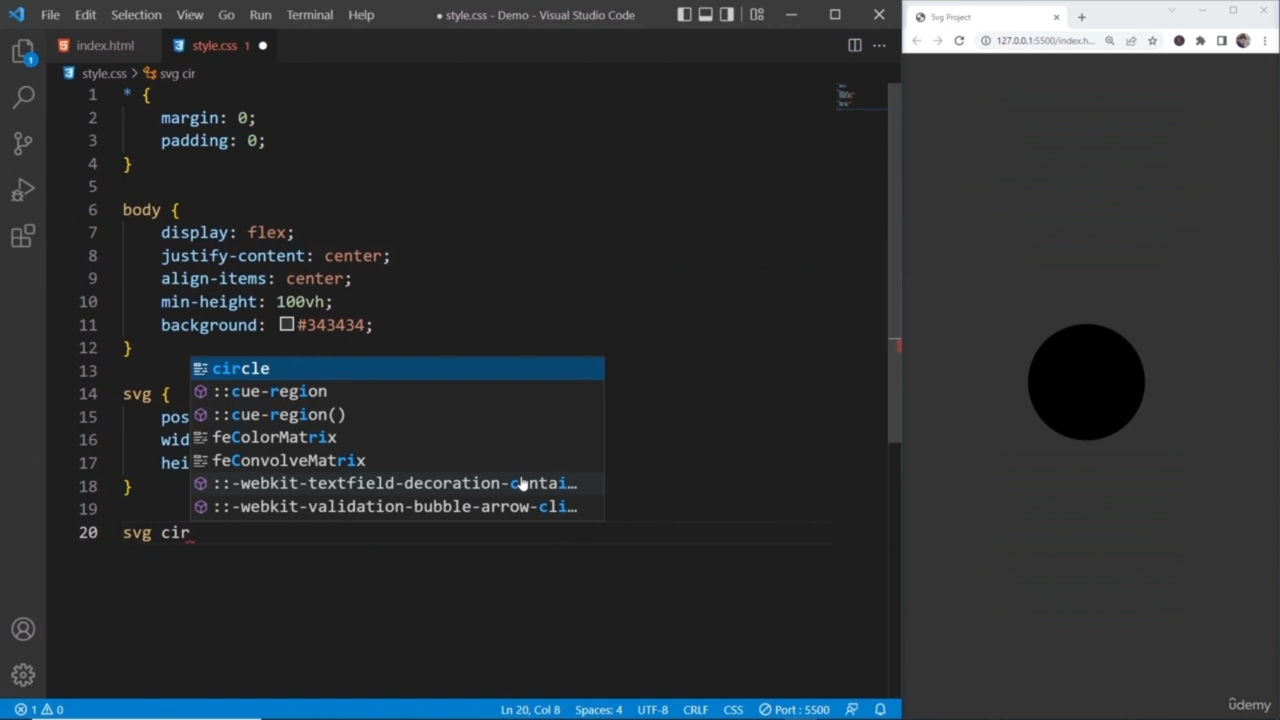 File Edit Selection View Go Run Terminal Help
● style.css - Demo - Visual Studio Code
index.html
style.css 1 ●
style.css > svg cir
1 * {
2 margin: 0;
3 padding: 0;
4 }
5
6 body {
7 display: flex;
8 justify-content: center;
9 align-items: center;
10 min-height: 100vh;
11 background: #343434;
12 }
13
14 svg {
15 pos
16 wid
17 hei
18 }
19
20 svg cir
circle
::cue-region
::cue-region()
feColorMatrix
feConvolveMatrix
::-webkit-textfield-decoration-contai…
::-webkit-validation-bubble-arrow-cli…
1
1 0
Ln 20, Col 8
Spaces: 4
UTF-8
CRLF
CSS
Port : 5500
Svg Project
127.0.0.1:5500/index.h...
ûdemy